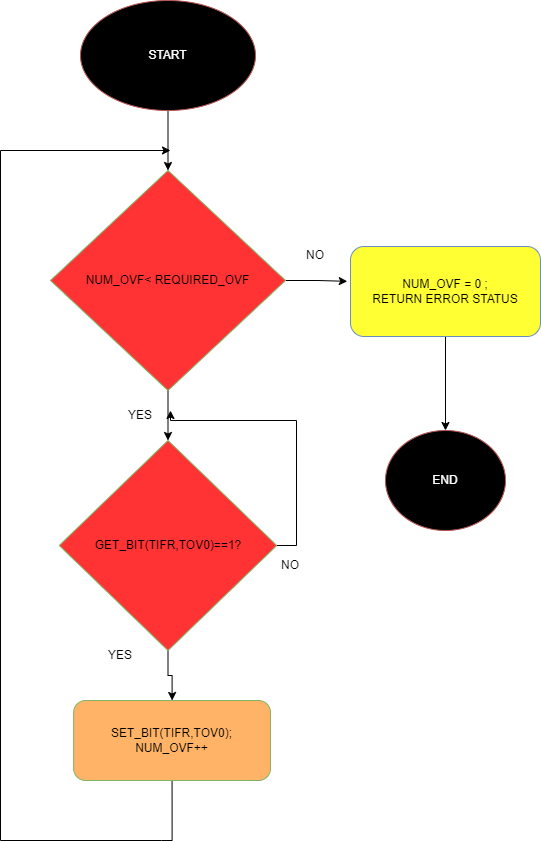 START
NUM_OVF< REQUIRED_OVF
NO
NUM_OVF = 0 ;
RETURN ERROR STATUS
YES
END
GET_BIT(TIFR,TOV0)==1?
NO
YES
SET_BIT(TIFR,TOV0);
NUM_OVF++